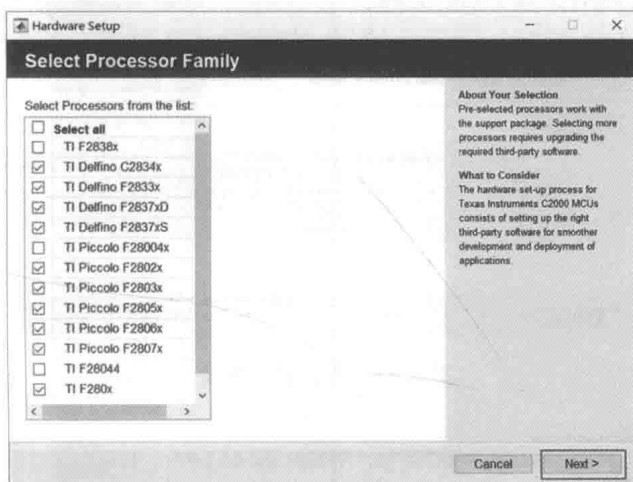 Hardware Setup
Select Processor Family
Select Processors from the list:
Select all
TI F2838x
TI Delfino C2834x
TI Delfino F2833x
TI Delfino F2837xD
TI Delfino F2837xS
TI Piccolo F28004x
TI Piccolo F2802x
TI Piccolo F2803x
TI Piccolo F2805x
TI Piccolo F2806x
TI Piccolo F2807x
TI F28044
TI F280x
About Your Selection
Pre-selected processors work with
the support package. Selecting more
processors requires upgrading the
required third-party software.
What to Consider
The hardware set-up process for
Texas Instruments C2000 MCUs
consists of setting up the right
third-party software for smoother
development and deployment of
applications.
Cancel
Next >